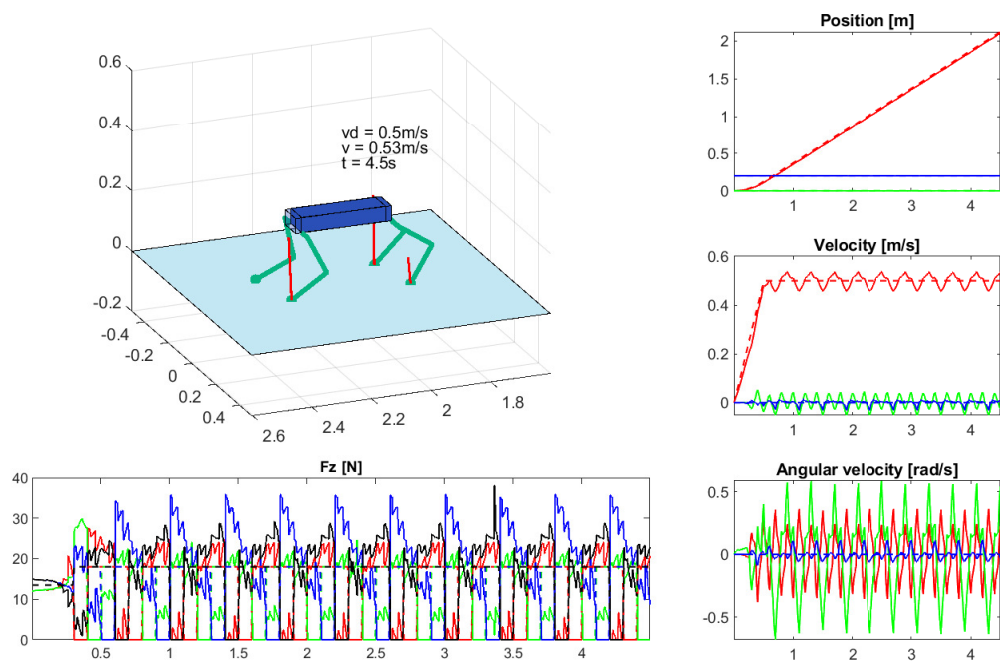 0.6
0.4
0.2
0
-0.2
-0.4
-0.2
0
0.2
0.4
2.6
2.4
2.2
2
1.8
vd = 0.5m/s
v = 0.53m/s
t = 4.5s
Position [m]
2
1.5
1
0.5
0
1 2 3 4
Velocity [m/s]
0.6
0.4
0.2
0
1 2 3 4
Fz [N]
40
30
20
10
0
0.5 1 1.5 2 2.5 3 3.5 4
Angular velocity [rad/s]
0.5
0
-0.5
1 2 3 4